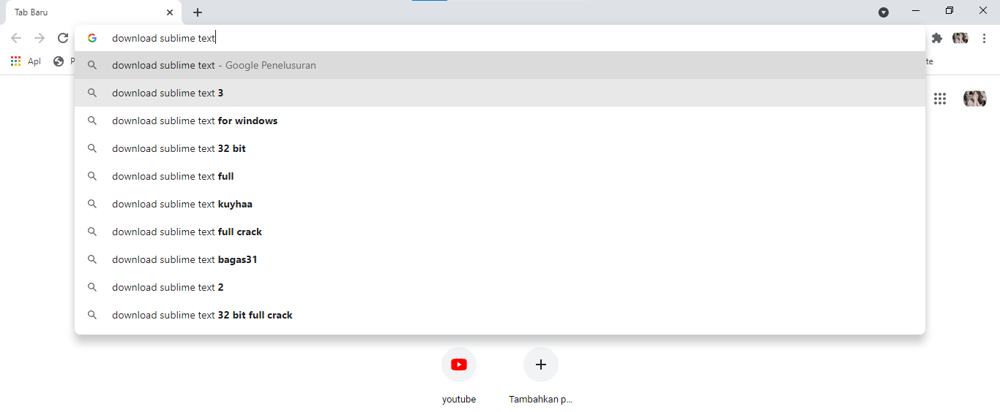 Tab Baru
download sublime text
Apl
P
te
download sublime text - Google Penelusuran
download sublime text 3
download sublime text for windows
download sublime text 32 bit
download sublime text full
download sublime text kuyhaa
download sublime text full crack
download sublime text bagas31
download sublime text 2
download sublime text 32 bit full crack
youtube
Tambahkan p...